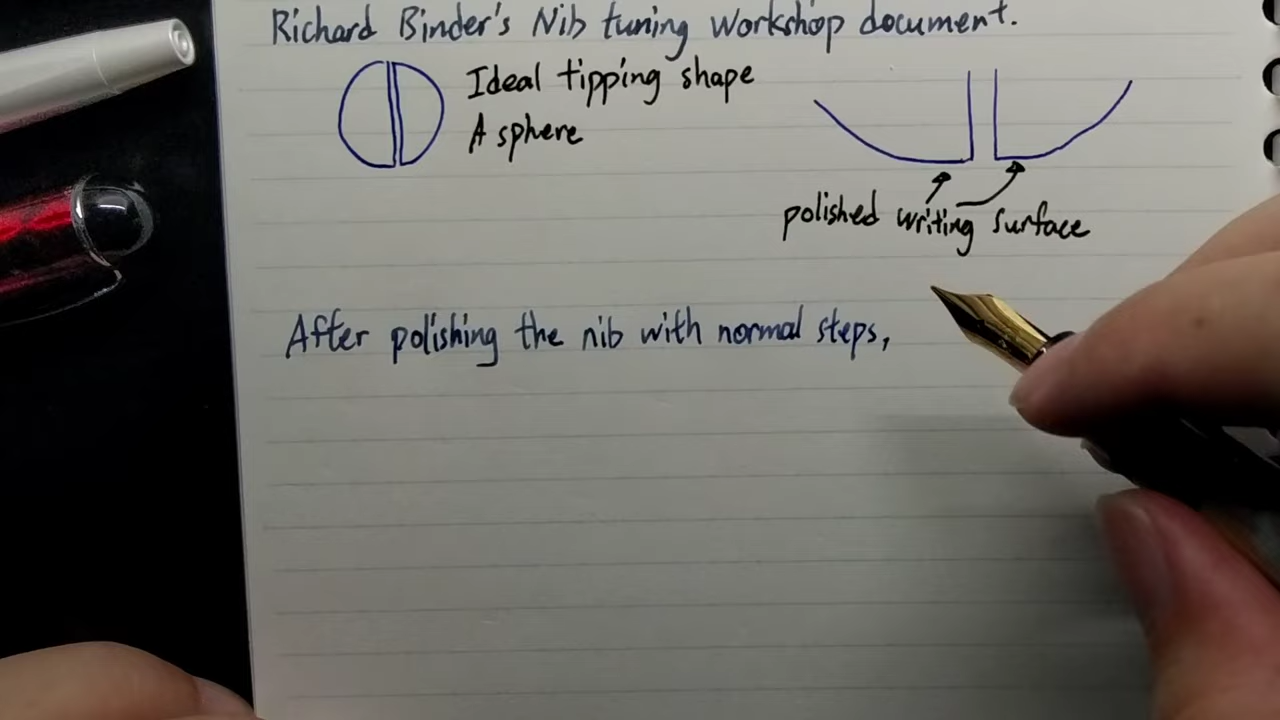 Richard Binder's Nib tuning workshop document.
Ideal tipping shape
A sphere
polished writing surface
After polishing the nib with normal steps,